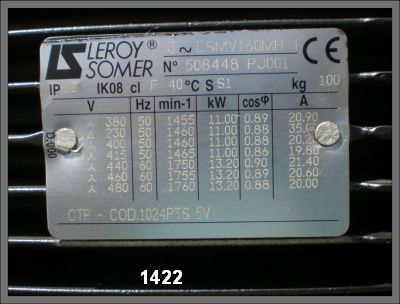 LEROY®
SOMER
3 ~ LSMV160MR T CE
N° 508448 PJ001
IP 55 IK08 cl F 40°C S S1 kg 100
V Hz min-1 kW cosφ A
⅄ 380 50 1455 11.00 0.89 20.90
Δ 230 50 1460 11.00 0.88 35.00
⅄ 400 50 1460 11.00 0.88 20.20
⅄ 415 50 1465 11.00 0.86 19.80
⅄ 440 60 1750 13.20 0.90 21.40
⅄ 460 60 1755 13.20 0.89 20.60
⅄ 480 60 1760 13.20 0.88 20.00
CTP - COD.1024PTS 5V
1422